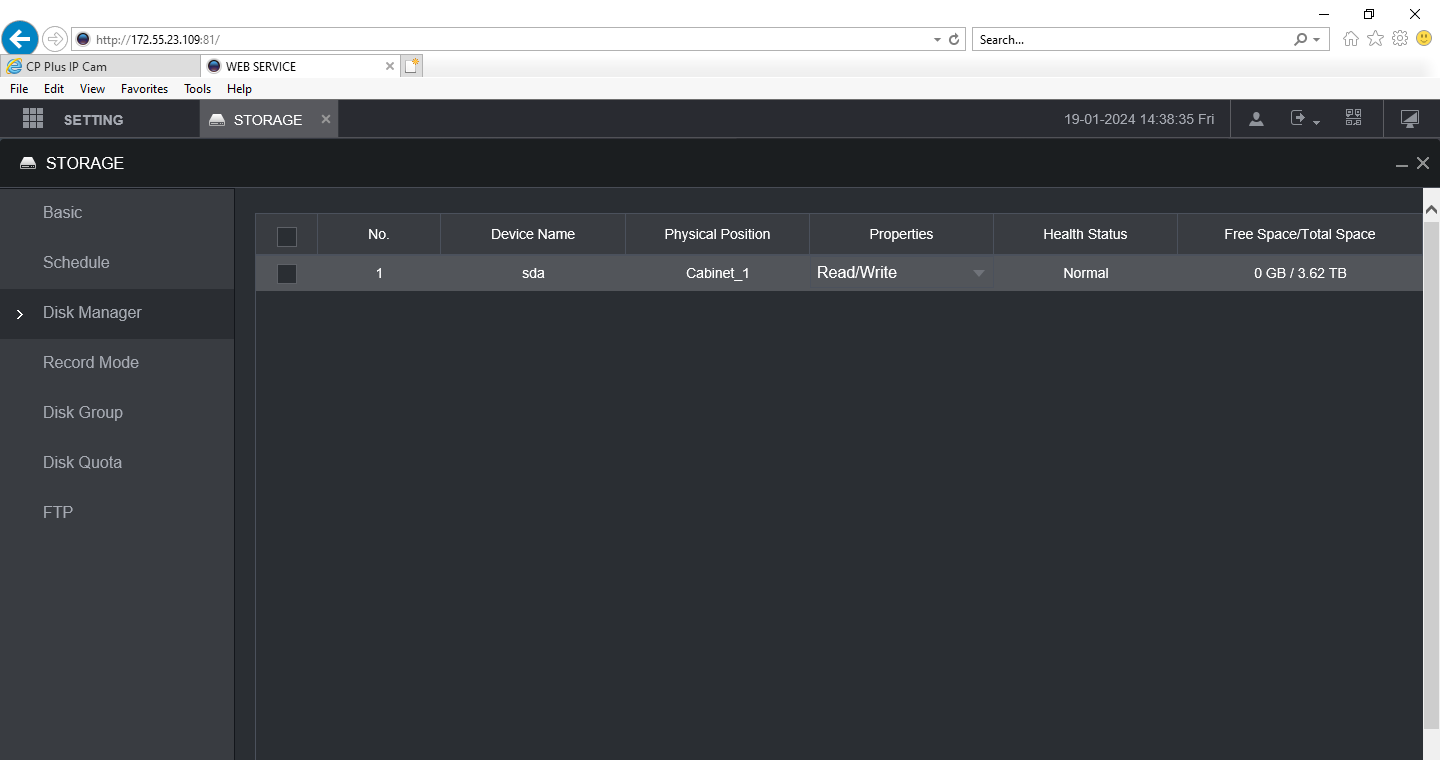 http://172.55.23.109:81/
Search...
CP Plus IP Cam
WEB SERVICE
File Edit View Favorites Tools Help
SETTING STORAGE 19-01-2024 14:38:35 Fri
STORAGE
Basic
Schedule
Disk Manager
Record Mode
Disk Group
Disk Quota
FTP
No. Device Name Physical Position Properties Health Status Free Space/Total Space
1 sda Cabinet_1 Read/Write Normal 0 GB / 3.62 TB